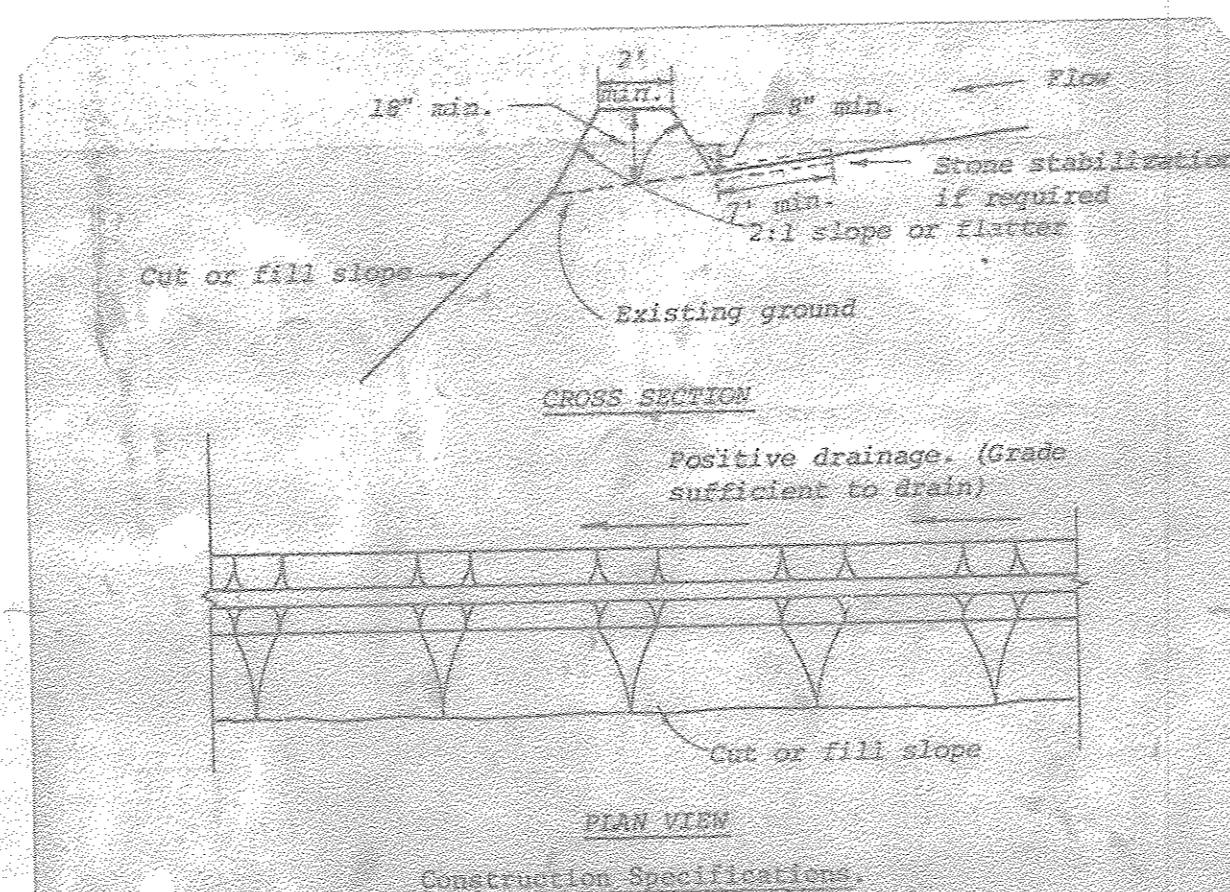 2'
min.
18" min.
8" min.
Flow
Stone stabilization
if required
7' min.
2:1 slope or flatter
Cut or fill slope
Existing ground
CROSS SECTION
Positive drainage. (Grade
sufficient to drain)
Cut or fill slope
PLAN VIEW
Construction Specifications.